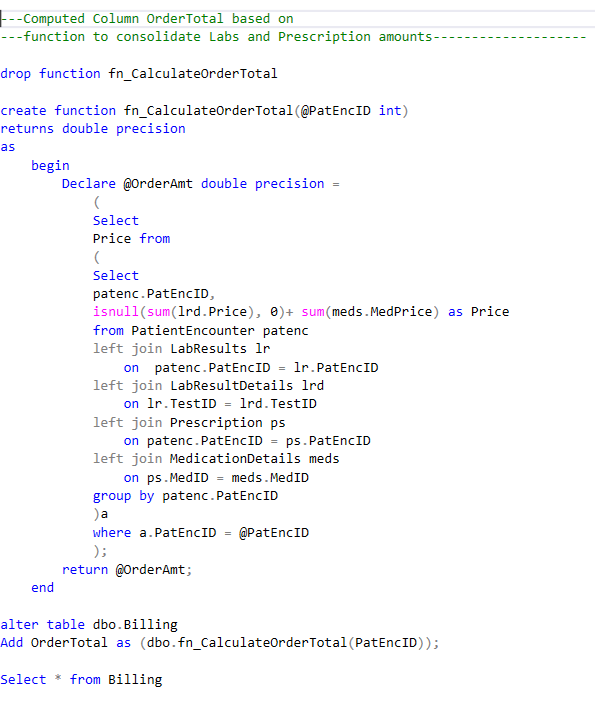 ---Computed Column OrderTotal based on
---function to consolidate Labs and Prescription amounts--------------------
drop function fn_CalculateOrderTotal
create function fn_CalculateOrderTotal(@PatEncID int)
returns double precision
as
begin
Declare @OrderAmt double precision =
(
Select
Price from
(
Select
patenc.PatEncID,
isnull(sum(lrd.Price), 0)+ sum(meds.MedPrice) as Price
from PatientEncounter patenc
left join LabResults lr
on  patenc.PatEncID = lr.PatEncID
left join LabResultDetails lrd
on lr.TestID = lrd.TestID
left join Prescription ps
on patenc.PatEncID = ps.PatEncID
left join MedicationDetails meds
on ps.MedID = meds.MedID
group by patenc.PatEncID
)a
where a.PatEncID = @PatEncID
);
return @OrderAmt;
end
alter table dbo.Billing
Add OrderTotal as (dbo.fn_CalculateOrderTotal(PatEncID));
Select * from Billing